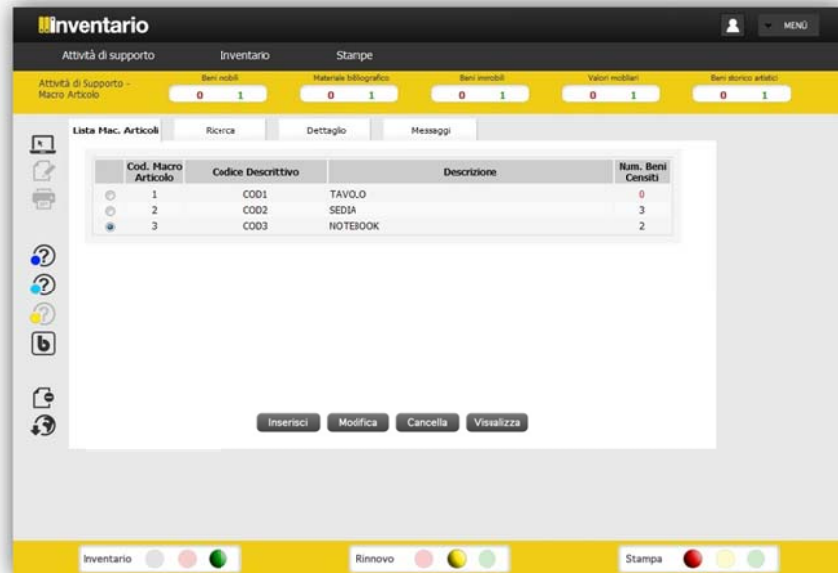 inventario
MENÙ
Attività di supporto Inventario Stampe
Attività di Supporto -
Macro Articolo
Beni mobili Materiale bibliografico Beni immobili Valori mobiliari Beni storico artistici
0 1 0 1 0 1 0 1 0 1
Lista Mac. Articoli Ricerca Dettaglio Messaggi
Cod. Macro
Articolo Codice Descrittivo Descrizione Num. Beni
Censiti
1 COD1 TAVOLO 0
2 COD2 SEDIA 3
3 COD3 NOTEBOOK 2
b
Inserisci Modifica Cancella Visualizza
Inventario Rinnovo Stampa